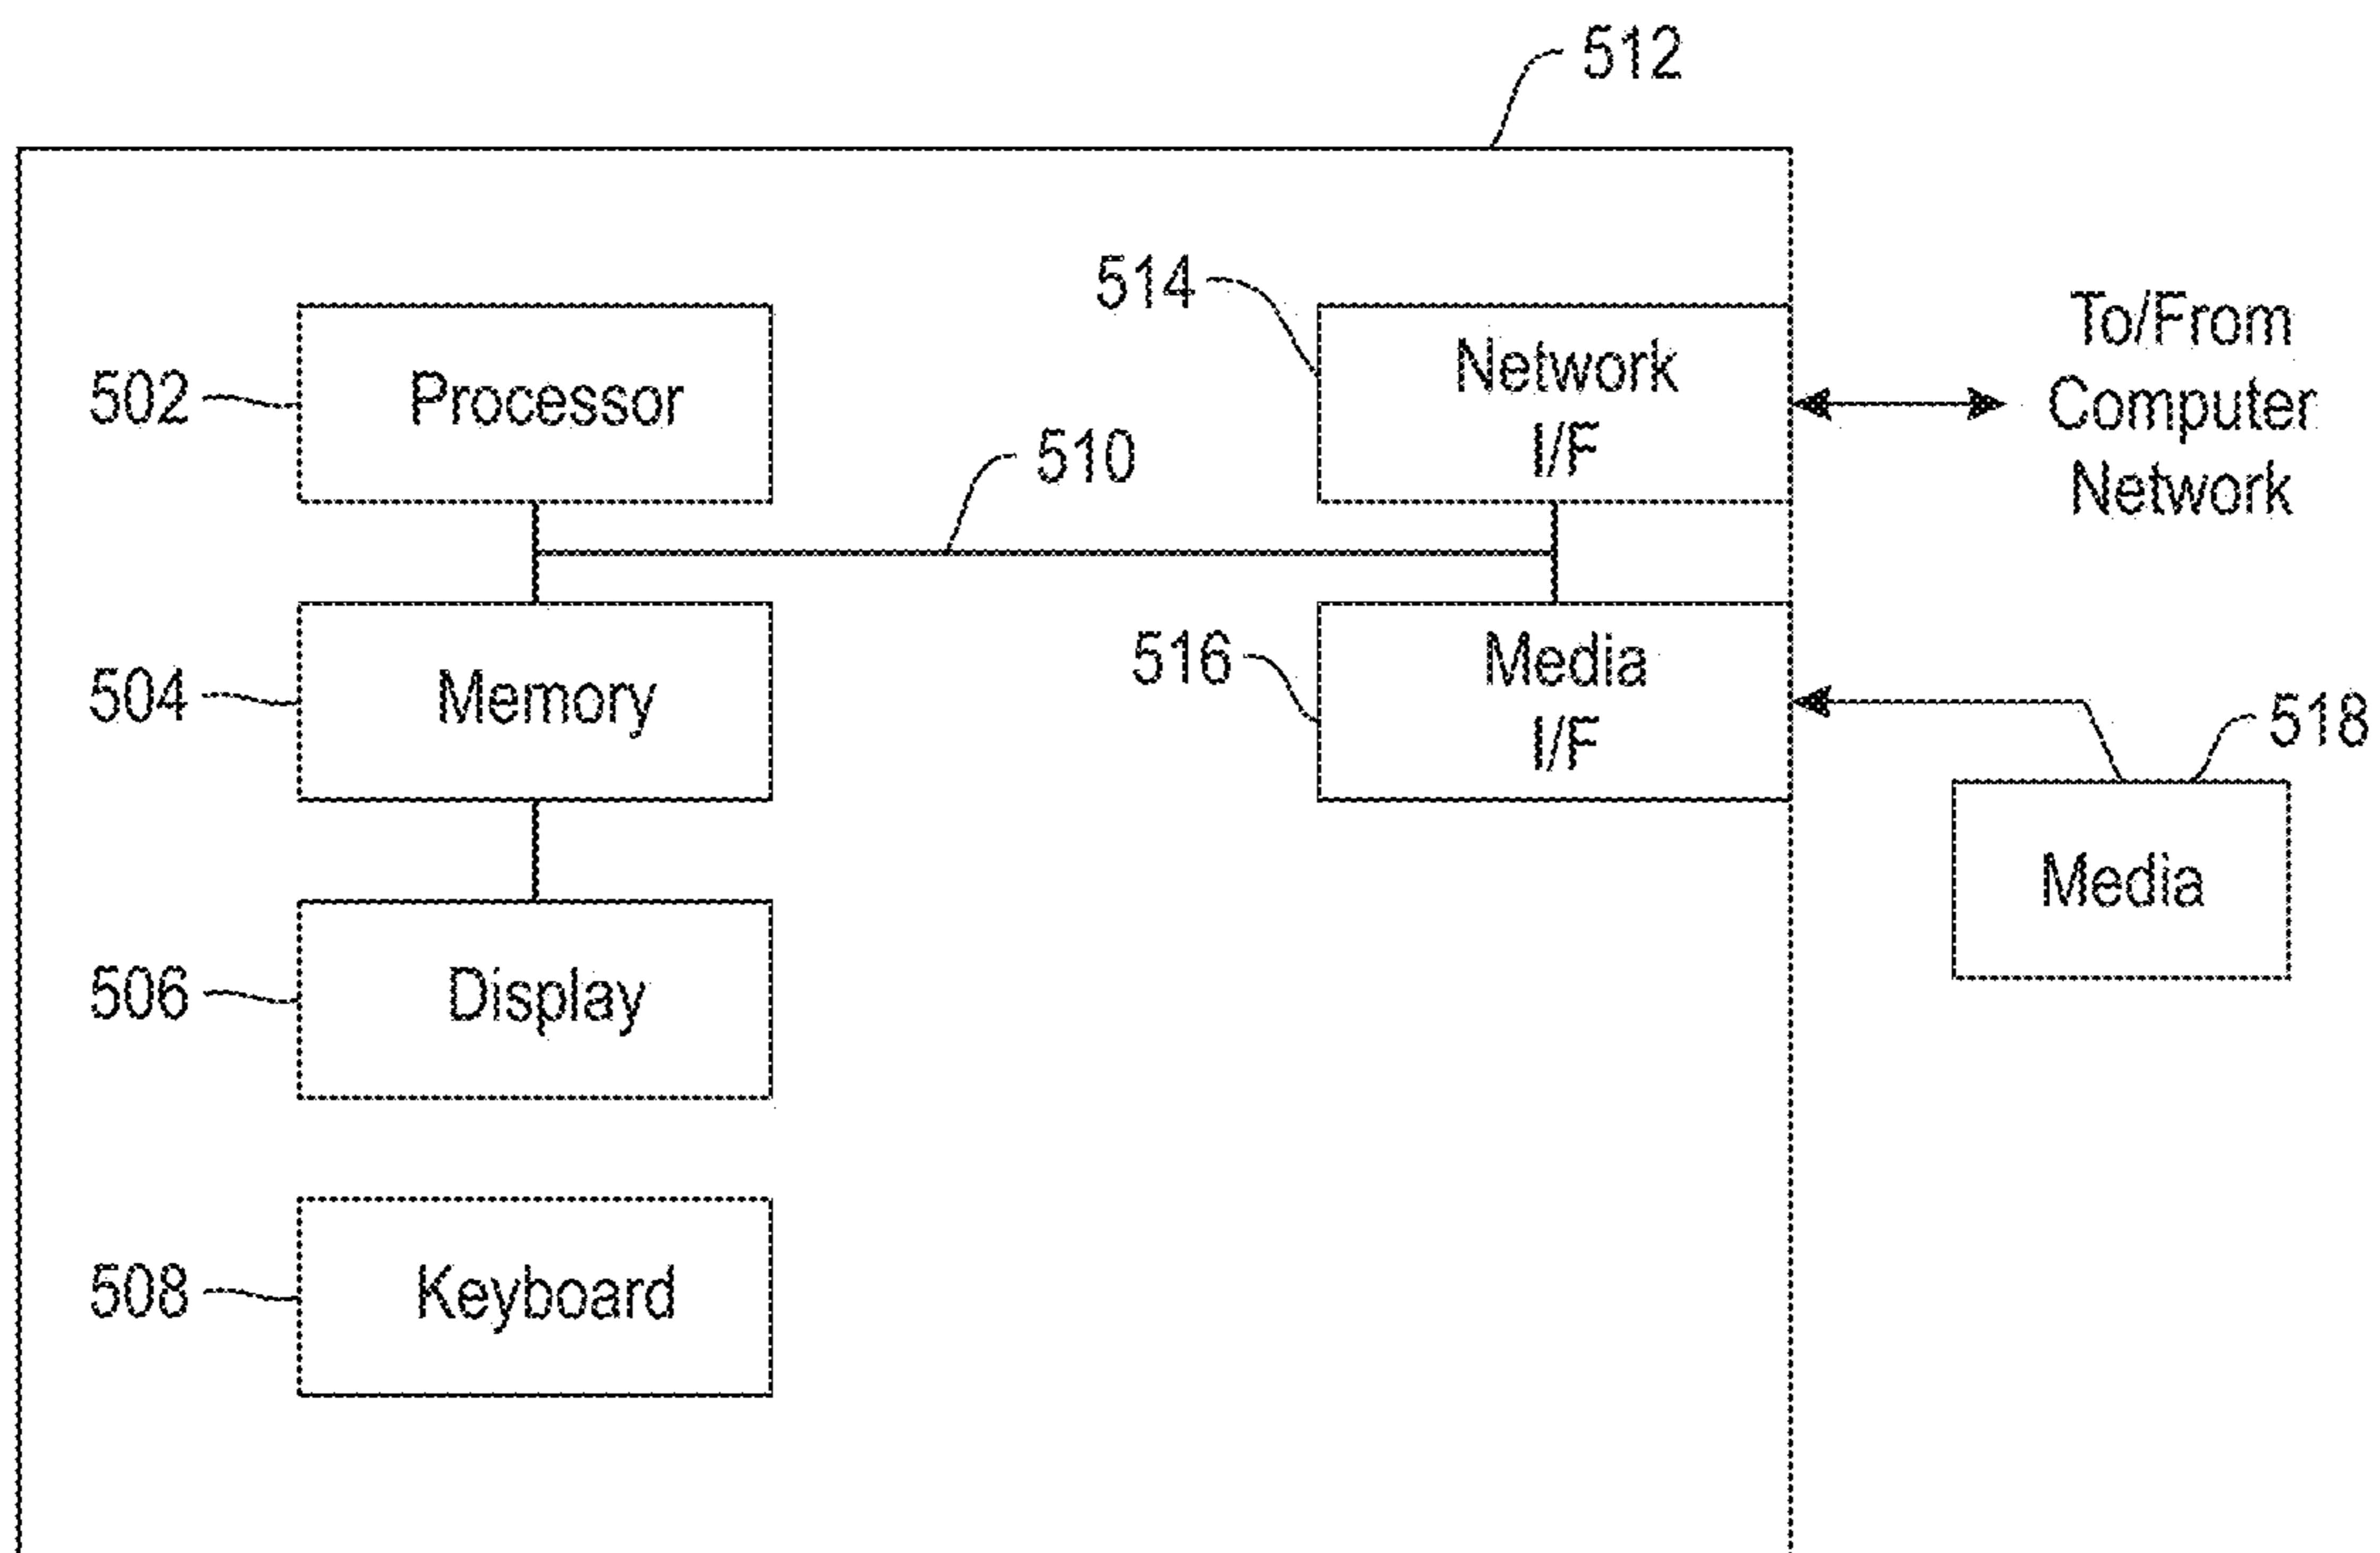 512
514
To/From
Computer
Network
502
Processor
Network
I/F
510
516
Media
I/F
504
Memory
518
Media
506
Display
508
Keyboard